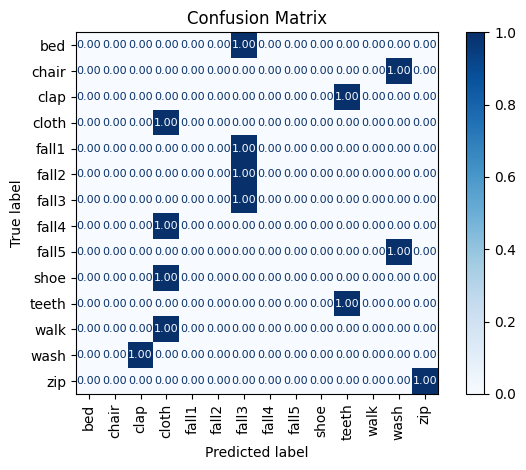 Confusion Matrix
True label
bed 0.00 0.00 0.00 0.00 0.00 0.00 1.00 0.00 0.00 0.00 0.00 0.00 0.00 0.00
chair 0.00 0.00 0.00 0.00 0.00 0.00 0.00 0.00 0.00 0.00 0.00 0.00 1.00 0.00
clap 0.00 0.00 0.00 0.00 0.00 0.00 0.00 0.00 0.00 0.00 1.00 0.00 0.00 0.00
cloth 0.00 0.00 0.00 1.00 0.00 0.00 0.00 0.00 0.00 0.00 0.00 0.00 0.00 0.00
fall1 0.00 0.00 0.00 0.00 0.00 0.00 1.00 0.00 0.00 0.00 0.00 0.00 0.00 0.00
fall2 0.00 0.00 0.00 0.00 0.00 0.00 1.00 0.00 0.00 0.00 0.00 0.00 0.00 0.00
fall3 0.00 0.00 0.00 0.00 0.00 0.00 1.00 0.00 0.00 0.00 0.00 0.00 0.00 0.00
fall4 0.00 0.00 0.00 1.00 0.00 0.00 0.00 0.00 0.00 0.00 0.00 0.00 0.00 0.00
fall5 0.00 0.00 0.00 0.00 0.00 0.00 0.00 0.00 0.00 0.00 0.00 0.00 1.00 0.00
shoe 0.00 0.00 0.00 1.00 0.00 0.00 0.00 0.00 0.00 0.00 0.00 0.00 0.00 0.00
teeth 0.00 0.00 0.00 0.00 0.00 0.00 0.00 0.00 0.00 0.00 1.00 0.00 0.00 0.00
walk 0.00 0.00 0.00 1.00 0.00 0.00 0.00 0.00 0.00 0.00 0.00 0.00 0.00 0.00
wash 0.00 0.00 1.00 0.00 0.00 0.00 0.00 0.00 0.00 0.00 0.00 0.00 0.00 0.00
zip 0.00 0.00 0.00 0.00 0.00 0.00 0.00 0.00 0.00 0.00 0.00 0.00 0.00 1.00
bed chair clap cloth fall1 fall2 fall3 fall4 fall5 shoe teeth walk wash zip
Predicted label
1.0
0.8
0.6
0.4
0.2
0.0